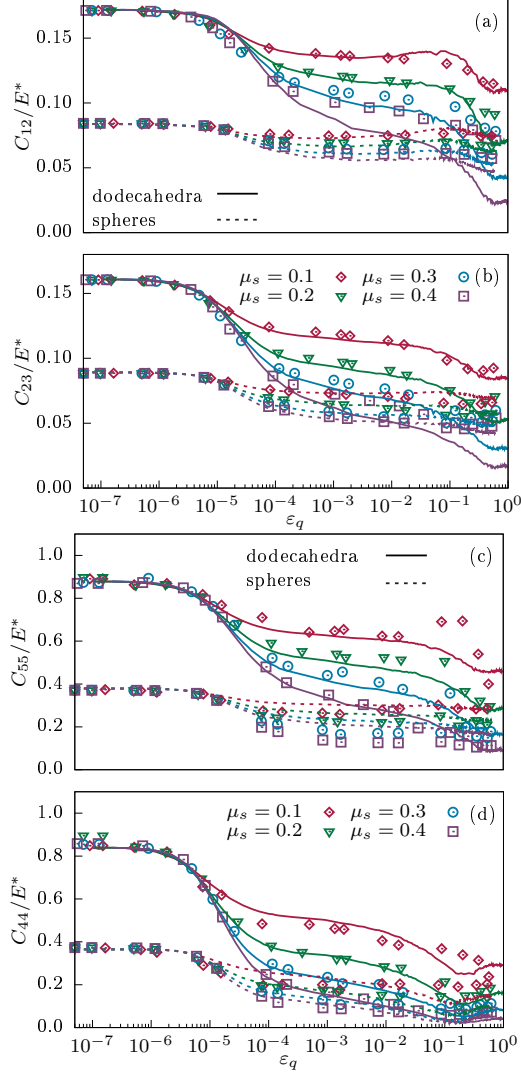 (a)
C₁₂/E*
0.15
0.10
0.05
0.00
dodecahedra
spheres
(b)
C₂₃/E*
μₛ = 0.1 μₛ = 0.3
μₛ = 0.2 μₛ = 0.4
0.15
0.10
0.05
0.00
10⁻⁷ 10⁻⁶ 10⁻⁵ 10⁻⁴ 10⁻³ 10⁻² 10⁻¹ 10⁰
ε_q
(c)
C₅₅/E*
dodecahedra
spheres
1.0
0.8
0.6
0.4
0.2
0.0
(d)
C₄₄/E*
μₛ = 0.1 μₛ = 0.3
μₛ = 0.2 μₛ = 0.4
1.0
0.8
0.6
0.4
0.2
0.0
10⁻⁷ 10⁻⁶ 10⁻⁵ 10⁻⁴ 10⁻³ 10⁻² 10⁻¹ 10⁰
ε_q